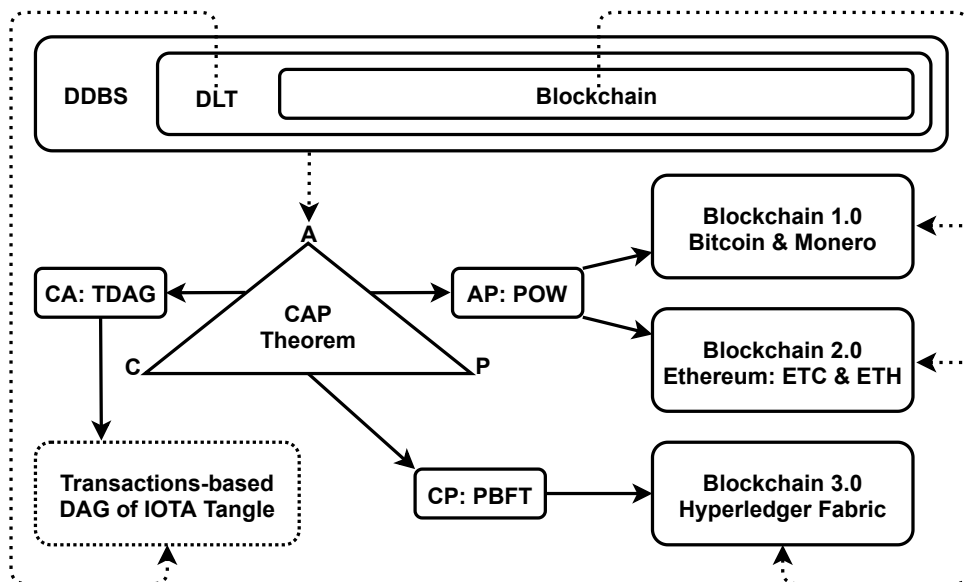 DDBS
DLT
Blockchain
A
C
P
CAP
Theorem
CA: TDAG
AP: POW
Blockchain 1.0
Bitcoin & Monero
Blockchain 2.0
Ethereum: ETC & ETH
Transactions-based
DAG of IOTA Tangle
CP: PBFT
Blockchain 3.0
Hyperledger Fabric